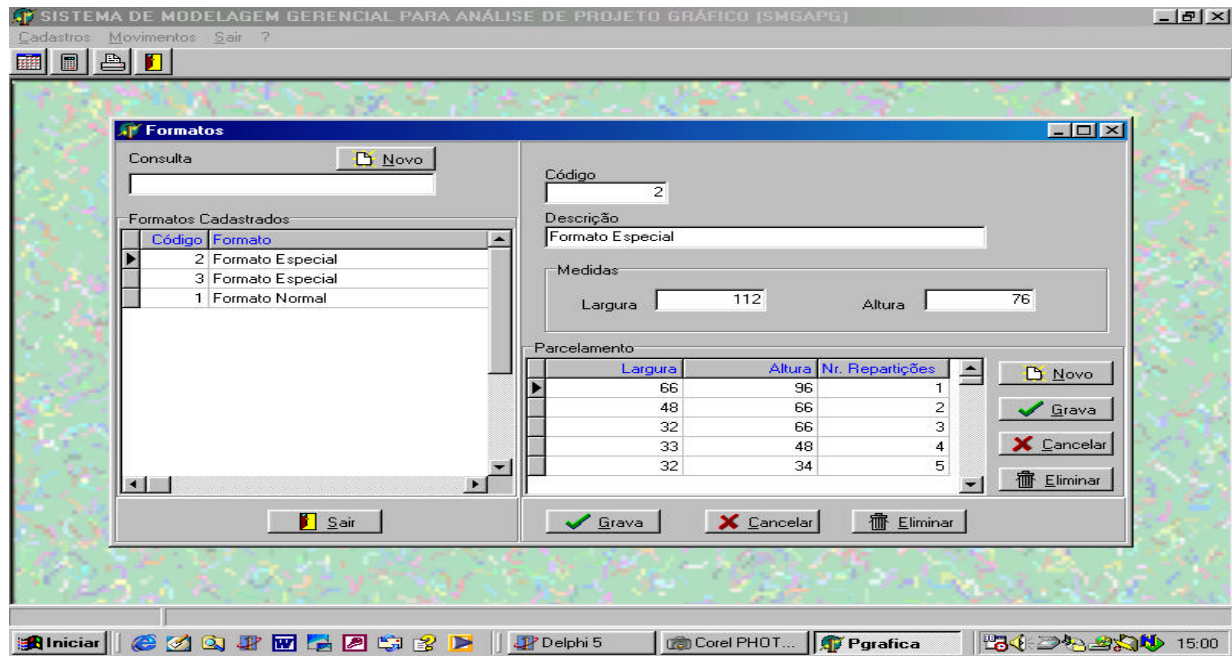 SISTEMA DE MODELAGEM GERENCIAL PARA ANÁLISE DE PROJETO GRÁFICO (SMGAPG)
Cadastros Movimentos Sair ?
Formatos
Consulta
Novo
Formatos Cadastrados
Código Formato
2 Formato Especial
3 Formato Especial
1 Formato Normal
Sair
Código
2
Descrição
Formato Especial
Medidas
Largura 112 Altura 76
Parcelamento
Largura Altura Nr. Repartições
66 96 1
48 66 2
32 66 3
33 48 4
32 34 5
Novo
Grava
Cancelar
Eliminar
Grava Cancelar Eliminar
Iniciar Delphi 5 Corel PHOT... Pgrafica 15:00